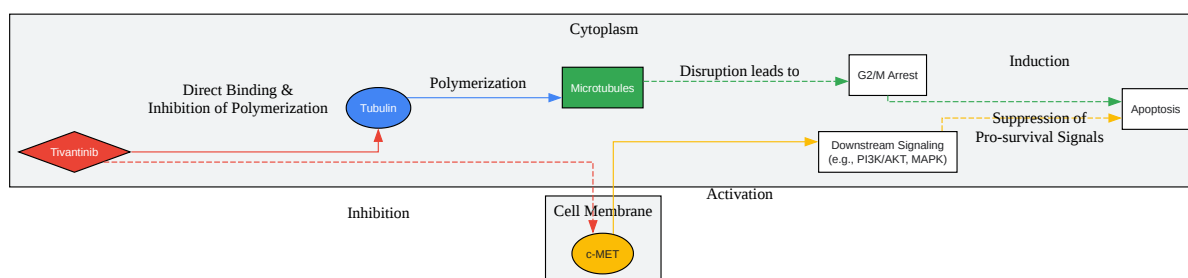 Cytoplasm
Direct Binding &
Inhibition of Polymerization
Polymerization
Disruption leads to
Induction
Tivantinib
Tubulin
Microtubules
G2/M Arrest
Apoptosis
Suppression of
Pro-survival Signals
Downstream Signaling
(e.g., PI3K/AKT, MAPK)
Inhibition
Activation
Cell Membrane
c-MET